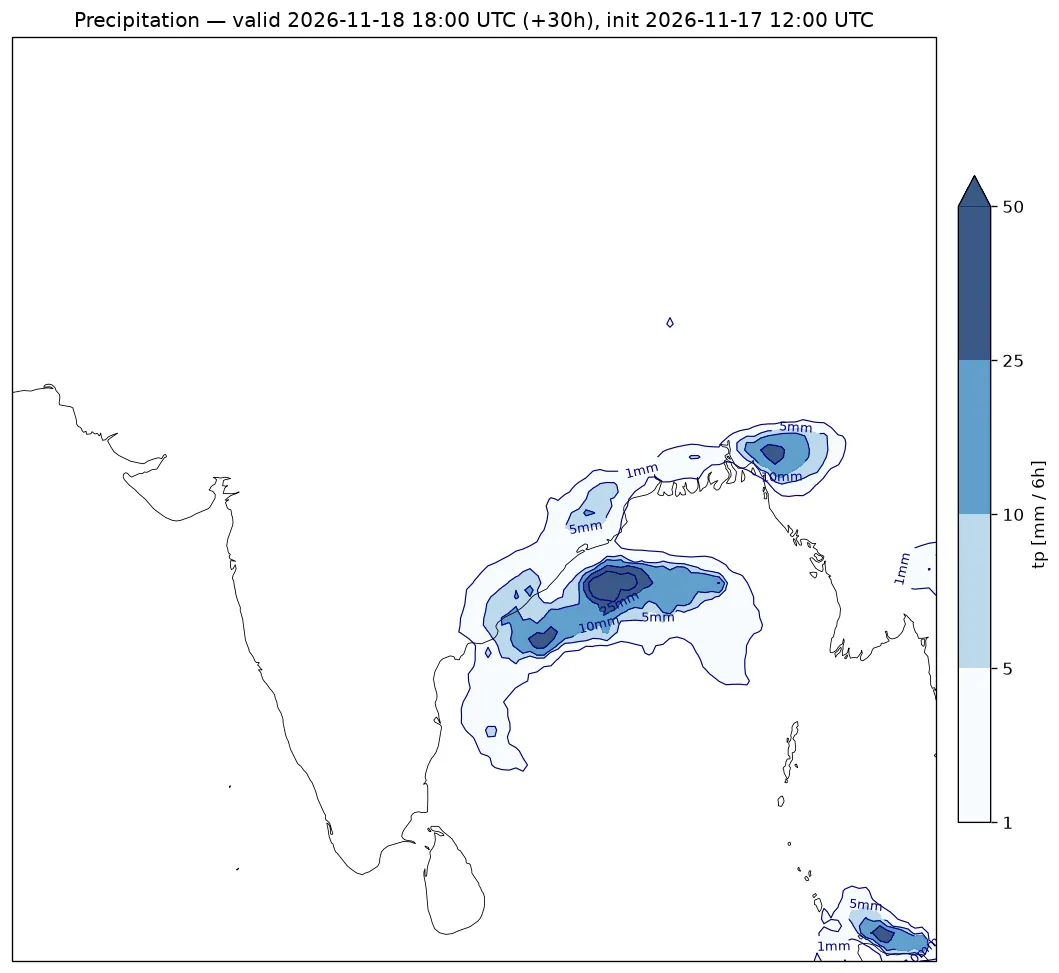 Precipitation — valid 2026-11-18 18:00 UTC (+30h), init 2026-11-17 12:00 UTC
50
25
10
5
1
tp [mm / 6h]
5mm
1mm
10mm
5mm
1mm
25mm
10mm
5mm
5mm
1mm